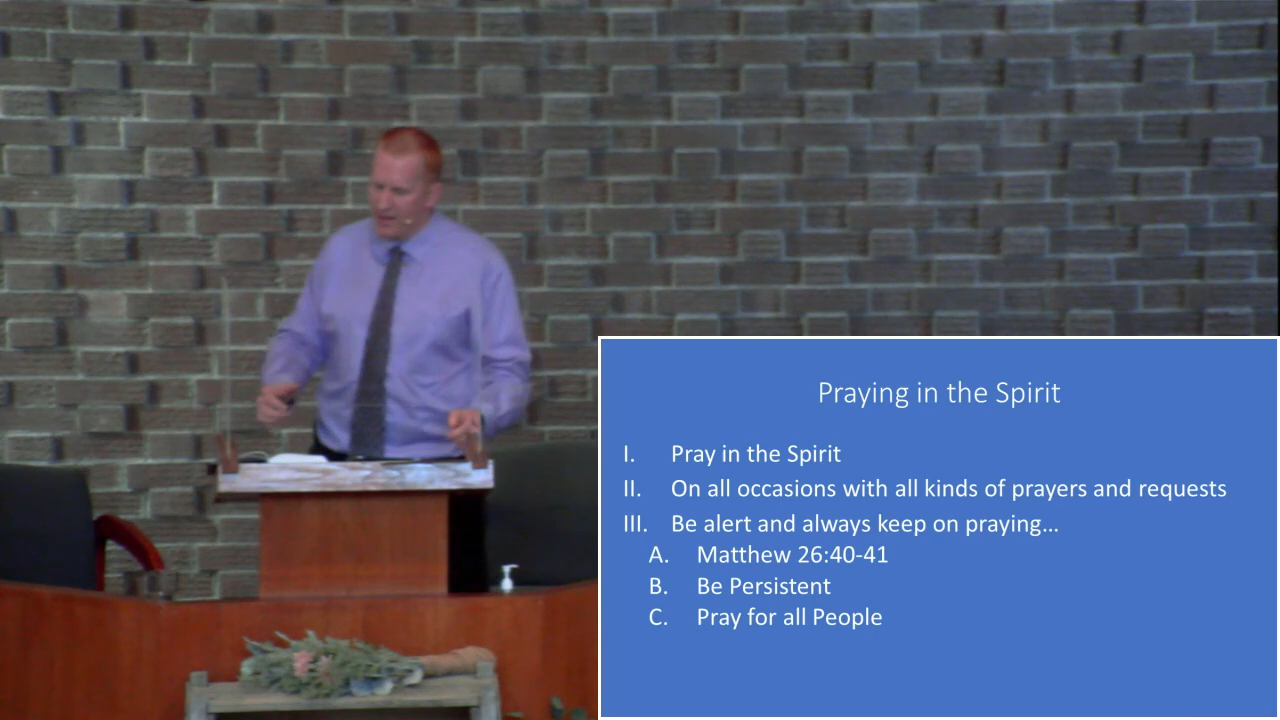 Praying in the Spirit
I. Pray in the Spirit
II. On all occasions with all kinds of prayers and requests
III. Be alert and always keep on praying…
A. Matthew 26:40-41
B. Be Persistent
C. Pray for all People